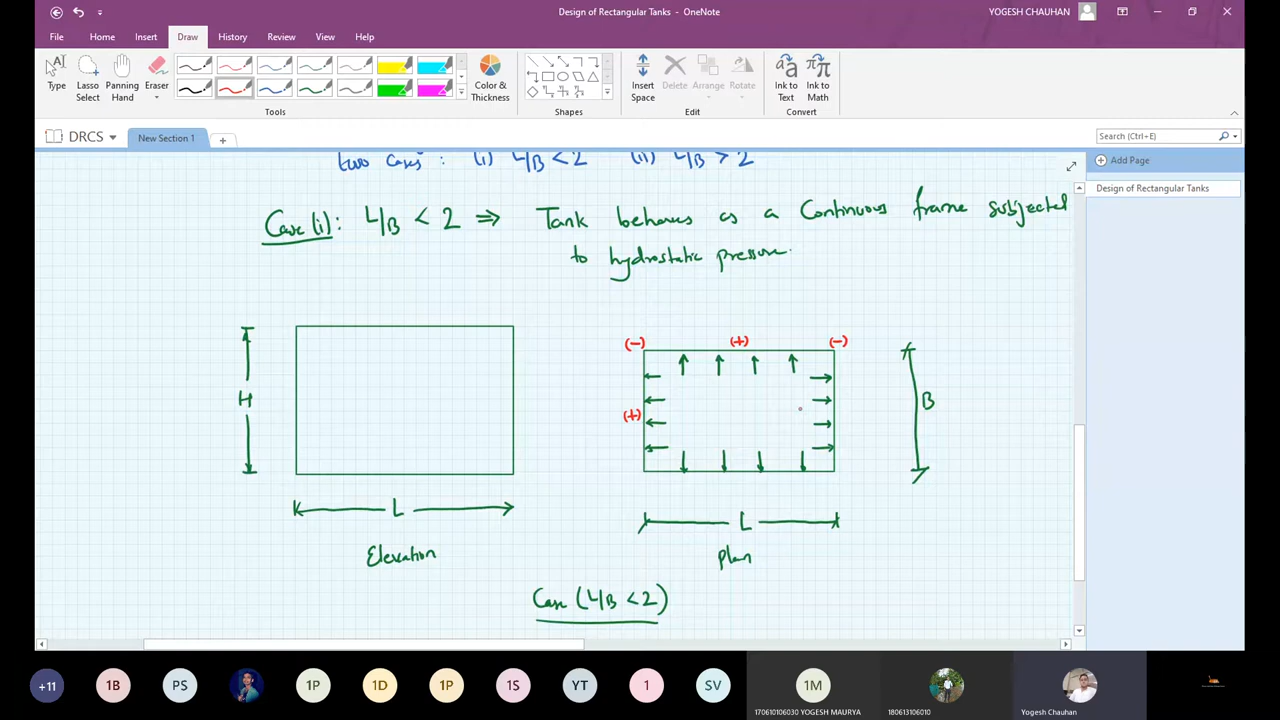 Design of Rectangular Tanks - OneNote
YOGESH CHAUHAN
File Home Insert Draw History Review View Help
Type
Lasso Select
Panning Hand
Eraser
Color & Thickness
Insert Space
Delete
Arrange
Rotate
Ink to Text
Ink to Math
Tools
Shapes
Edit
Convert
DRCS
New Section 1
Search (Ctrl+E)
Add Page
Design of Rectangular Tanks
two cases : (i) L/B < 2 (ii) L/B > 2
Case(i): L/B < 2 ⇒ Tank behaves as a Continuous frame subjected
to hydrostatic pressure.
(-) (+) (-)
H
(+)
B
L
L
Elevation
Plan
Case (L/B < 2)
+11 1B PS 1P 1D 1P 1S YT 1 SV 1M
170610106030 YOGESH MAURYA
180613106010
Yogesh Chauhan